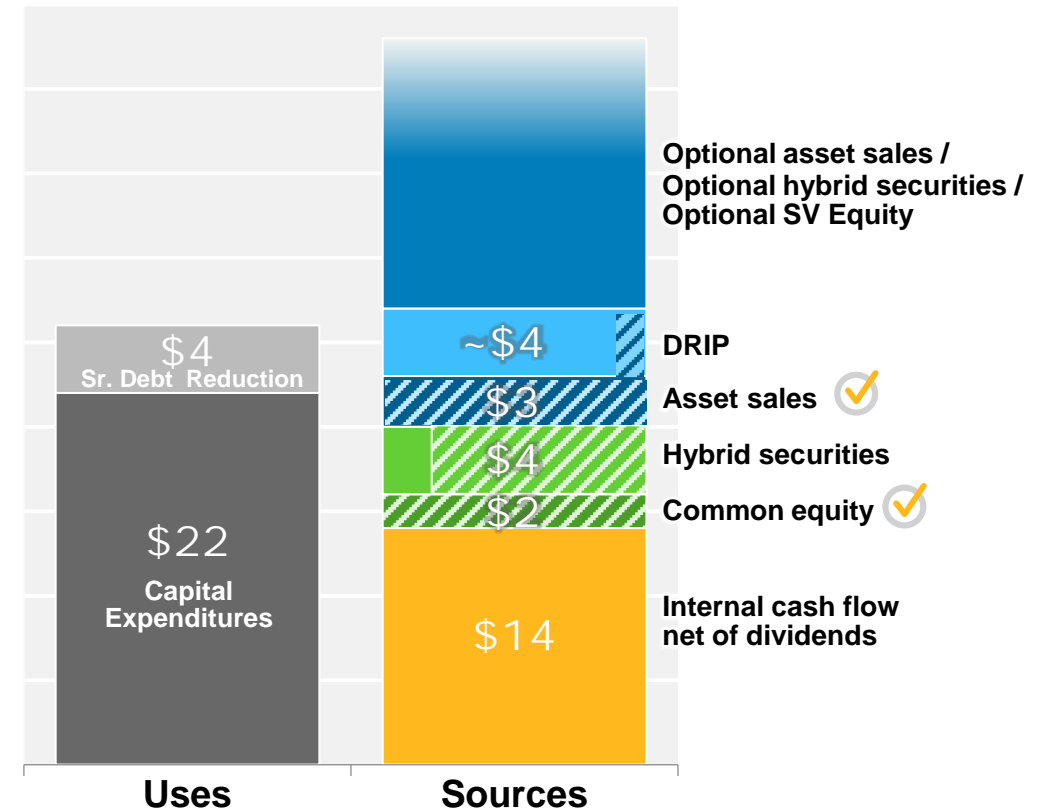 $4
Sr. Debt Reduction
$22
Capital
Expenditures
Uses
~$4
$3
$4
$2
$14
Sources
Optional asset sales /
Optional hybrid securities /
Optional SV Equity
DRIP
Asset sales
Hybrid securities
Common equity
Internal cash flow
net of dividends